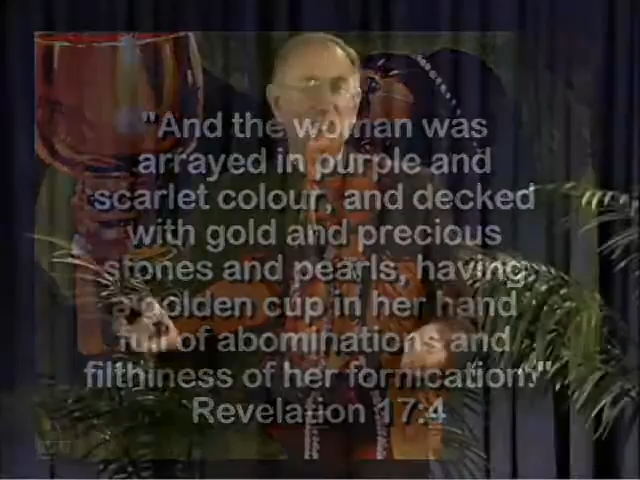 "And the woman was
arrayed in purple and
scarlet colour, and decked
with gold and precious
stones and pearls, having
a golden cup in her hand
full of abominations and
filthiness of her fornication:"
Revelation 17:4